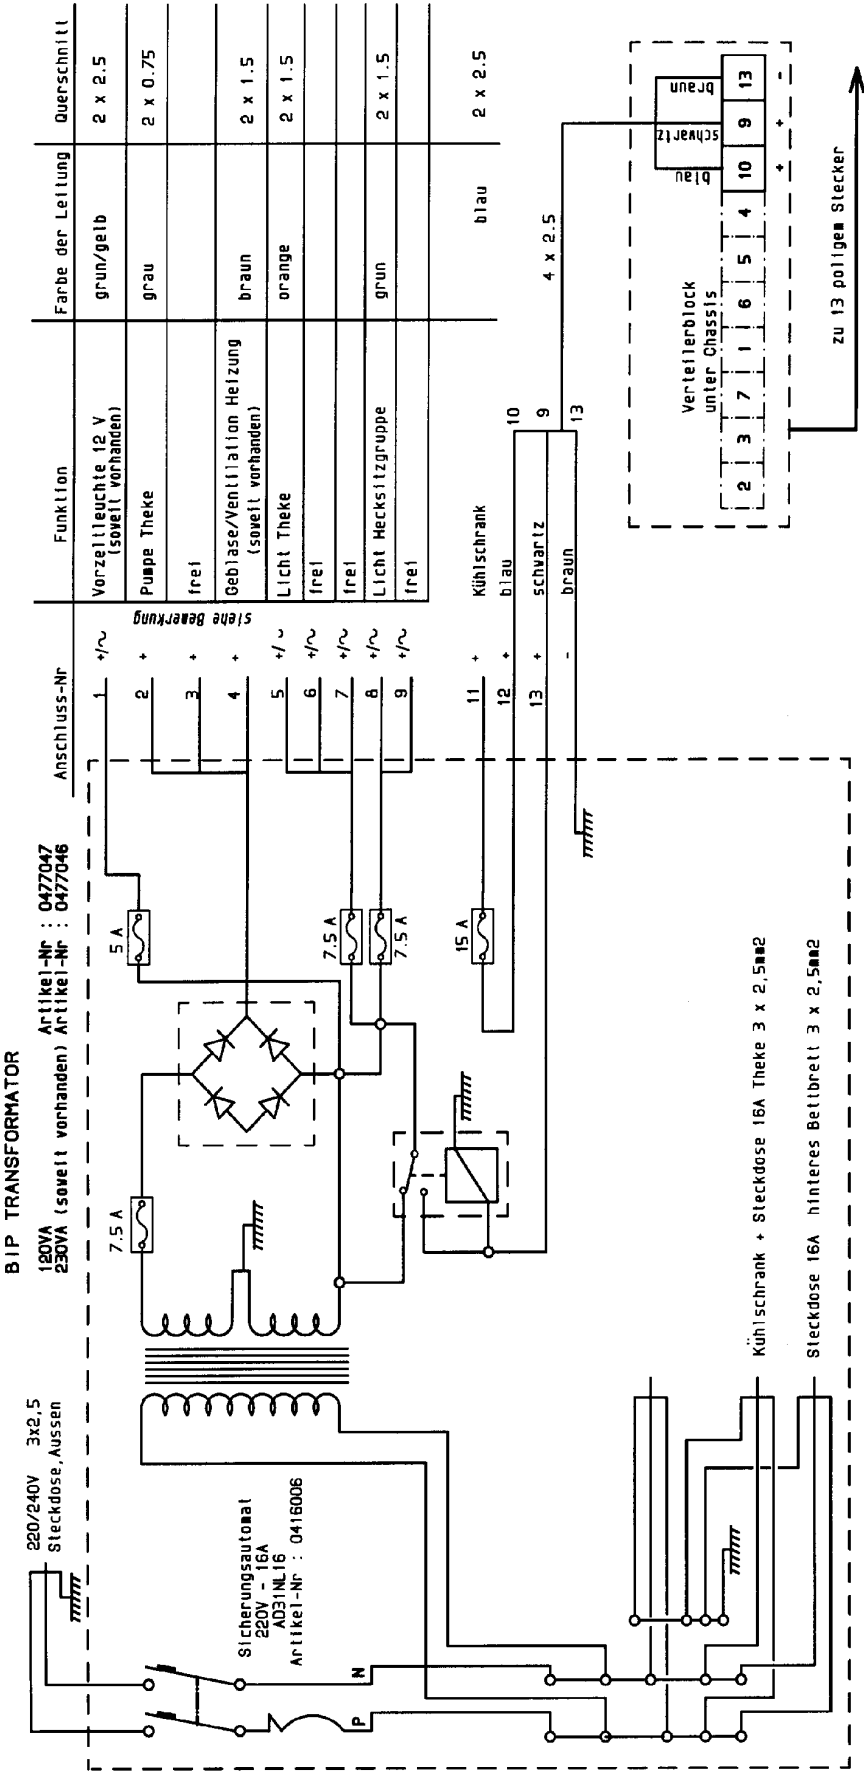 BIP TRANSFORMATOR
120VA Artikel-Nr : 0477047
230VA (soweit vorhanden) Artikel-Nr : 0477046
220/240V 3x2,5
Steckdose, Aussen
Sicherungsautomat
220V - 16A
AD31NL16
Artikel-Nr : 0416006
N
P
7.5 A
5 A
7.5 A
7.5 A
15 A
Anschluss-Nr Funktion Farbe der Leitung Querschnitt
siehe Bemerkung
1 +/~ Vorzeltleuchte 12 V grun/gelb 2 x 2.5
(soweit vorhanden)
2 + Pumpe Theke grau 2 x 0.75
3 + frei
4 + Geblase/Ventilation Heizung braun 2 x 1.5
(soweit vorhanden)
5 +/~ Licht Theke orange 2 x 1.5
6 +/~ frei
7 +/~ frei
8 +/~ Licht Hecksitzgruppe grun 2 x 1.5
9 +/~ frei
11 + Kühlschrank blau 2 x 2.5
12 + blau 10
13 + schwartz 9
- braun 13
4 x 2.5
Verteilerblock
unter Chassis
2 3 7 1 6 5 4 10 9 13
blau
schwartz
braun
+ + -
zu 13 poligem Stecker
Kühlschrank + Steckdose 16A Theke 3 x 2,5mm2
Steckdose 16A hinteres Bettbrett 3 x 2,5mm2